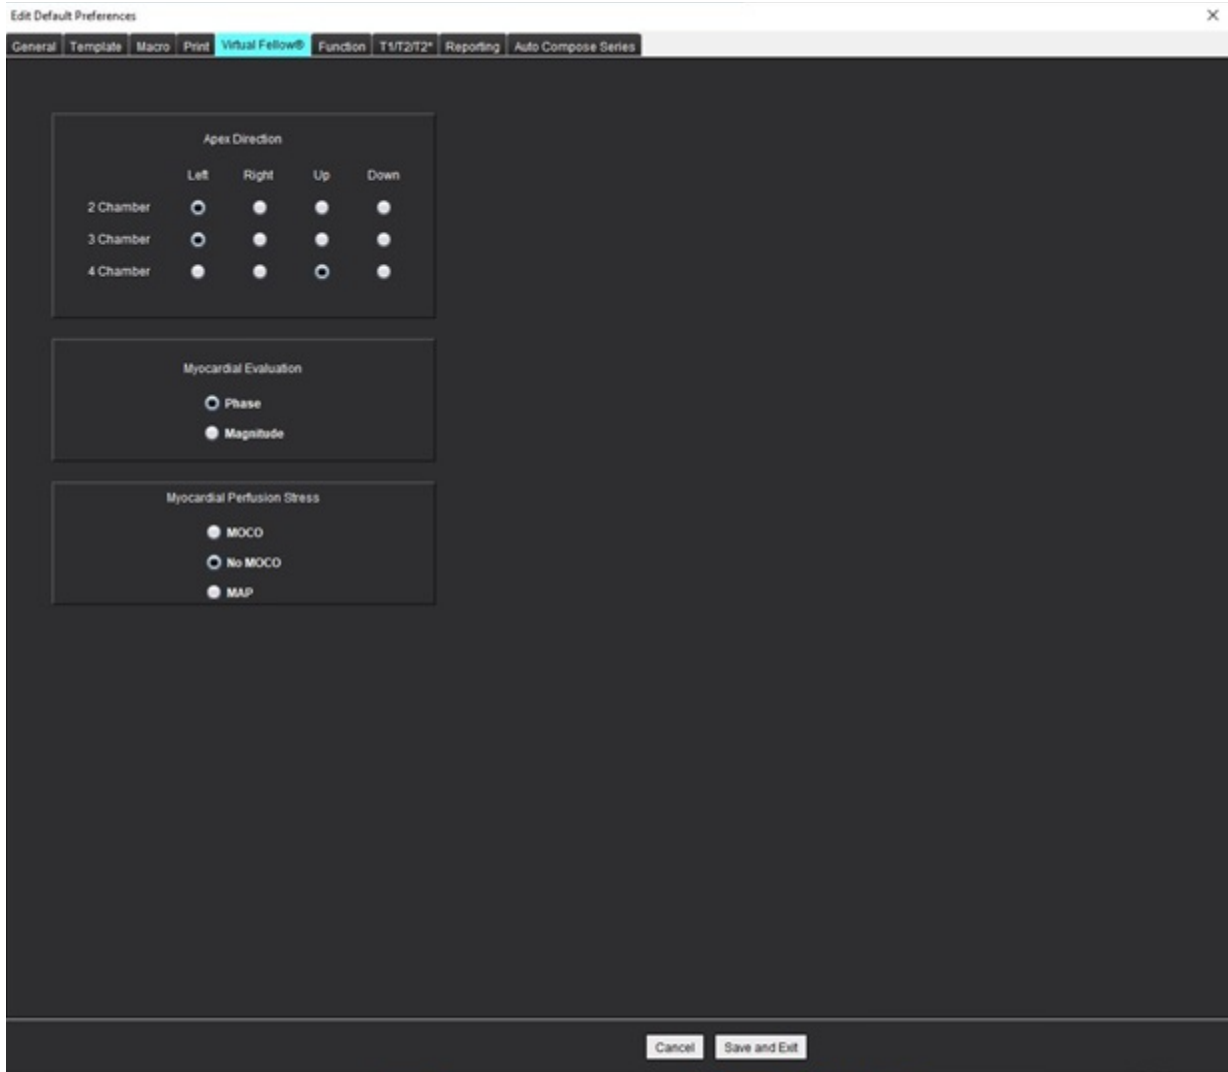 Edit Default Preferences
General Template Macro Print Virtual Fellow® Function T1/T2/T2* Reporting Auto Compose Series
Apex Direction
Left Right Up Down
2 Chamber
3 Chamber
4 Chamber
Myocardial Evaluation
Phase
Magnitude
Myocardial Perfusion Stress
MOCO
No MOCO
MAP
Cancel Save and Exit